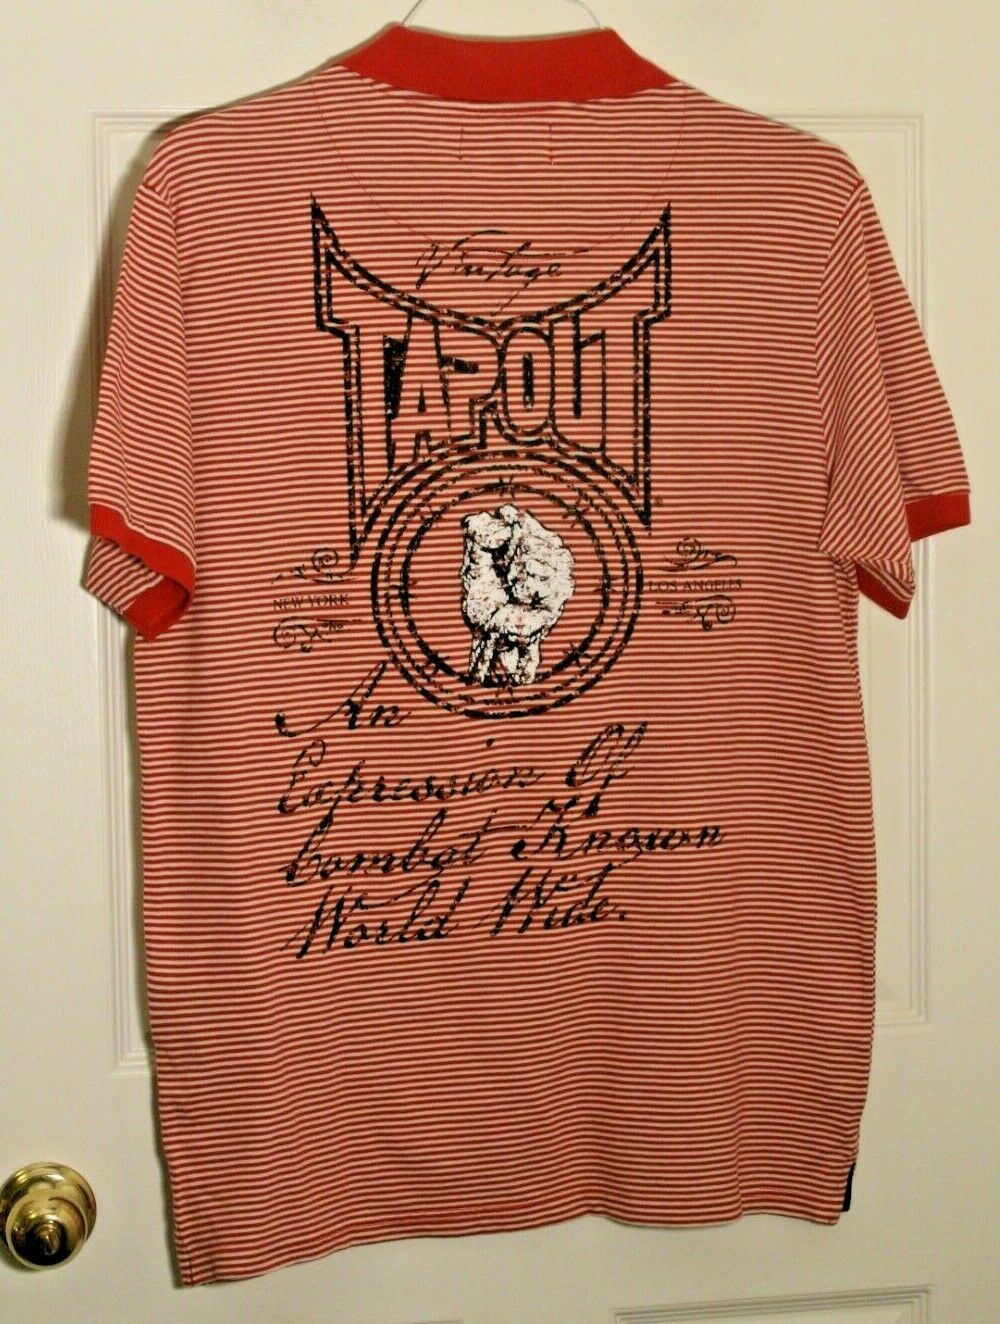 Vintage
TAPOUT
®
NEW YORK
LOS ANGELES
An
Expression Of
Combat Known
World Wide.